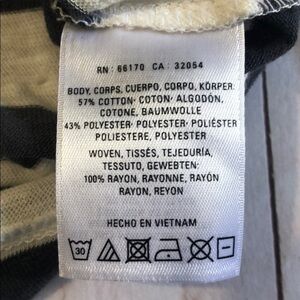 RN: 66170 CA: 32054
BODY, CORPS, CUERPO, CORPO, KÖRPER:
57% COTTON· COTON· ALGODÓN,
COTONE, BAUMWOLLE
43% POLYESTER· POLYESTER· POLIÉSTER
POLIESTERE, POLYESTER
WOVEN, TISSÉS, TEJEDURÍA,
TESSUTO, GEWEBTEN:
100% RAYON, RAYONNE, RAYÓN
RAYON, REYON
HECHO EN VIETNAM
30